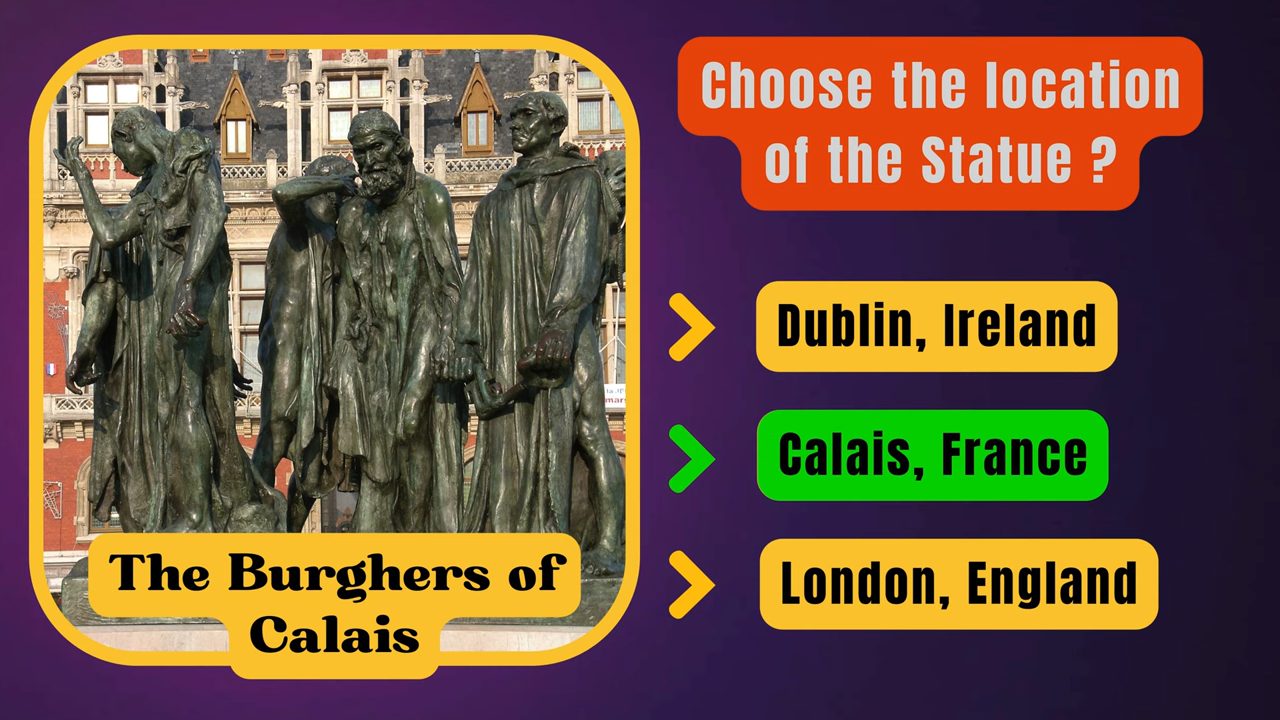 Choose the location
of the Statue ?
Dublin, Ireland
Calais, France
London, England
The Burghers of
Calais